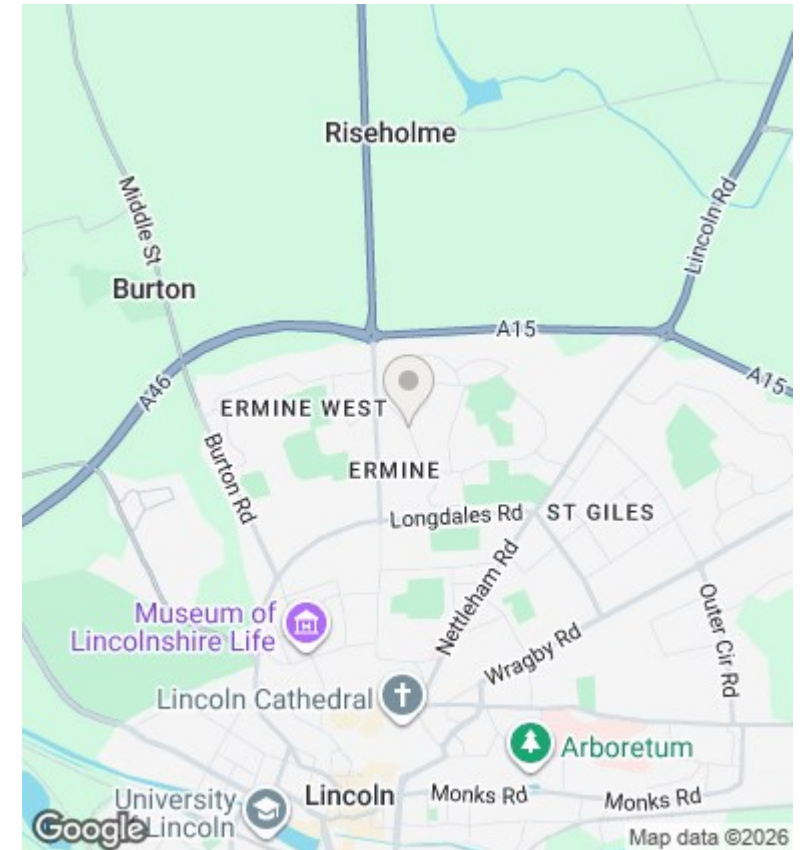 Riseholme
Middle St
Lincoln Rd
Burton
A15
A15
A46
ERMINE WEST
Burton Rd
ERMINE
Longdales Rd
ST GILES
Nettleham Rd
Museum of
Lincolnshire Life
Wragby Rd
Outer Cir Rd
Lincoln Cathedral
Arboretum
Lincoln
Monks Rd
Monks Rd
University
of Lincoln
Google
Map data ©2026